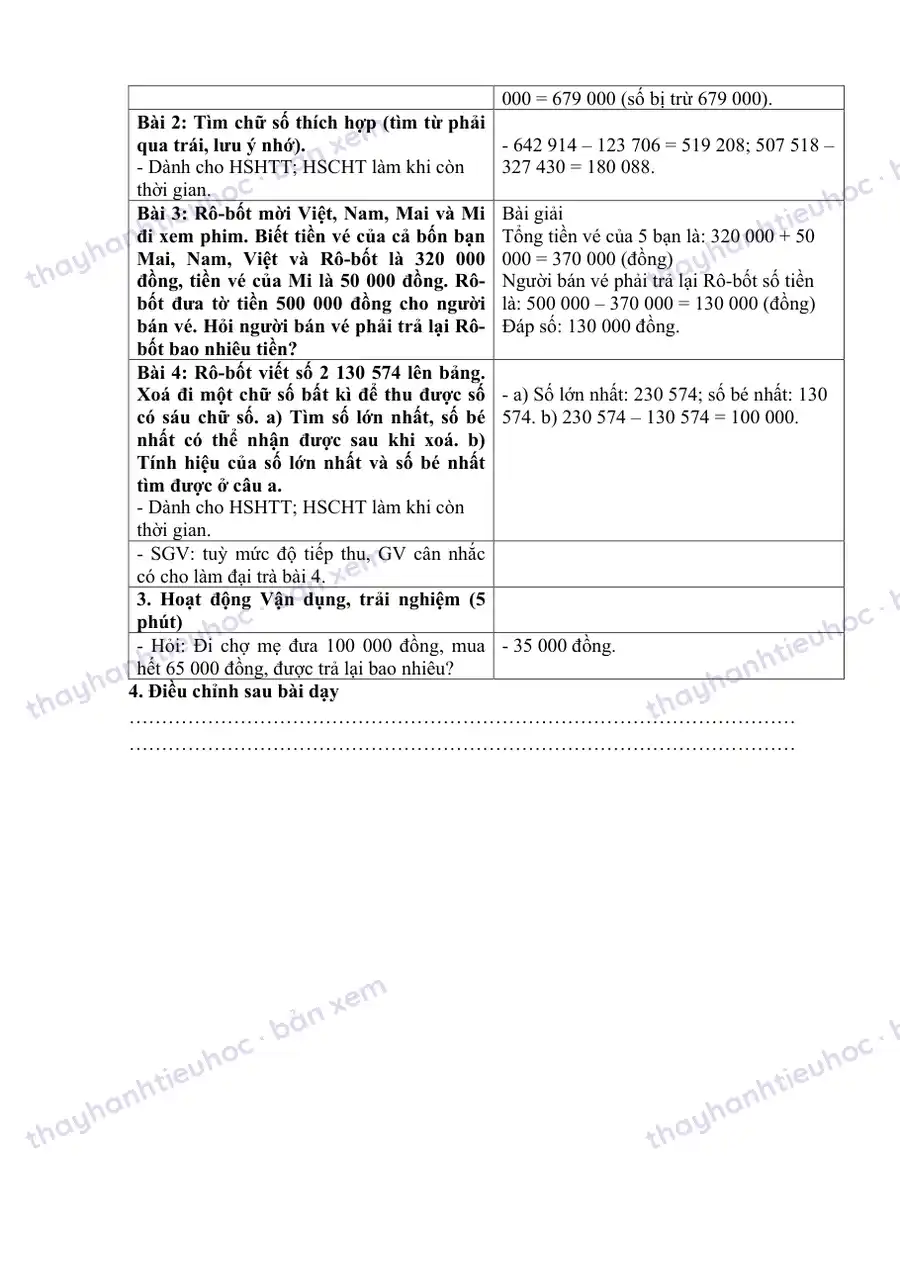 000 = 679 000 (số bị trừ 679 000).
Bài 2: Tìm chữ số thích hợp (tìm từ phải
qua trái, lưu ý nhớ).
- Dành cho HSHTT; HSCHT làm khi còn
thời gian.
- 642 914 – 123 706 = 519 208; 507 518 –
327 430 = 180 088.
Bài 3: Rô-bốt mời Việt, Nam, Mai và Mi
đi xem phim. Biết tiền vé của cả bốn bạn
Mai, Nam, Việt và Rô-bốt là 320 000
đồng, tiền vé của Mi là 50 000 đồng. Rô-
bốt đưa tờ tiền 500 000 đồng cho người
bán vé. Hỏi người bán vé phải trả lại Rô-
bốt bao nhiêu tiền?
Bài giải
Tổng tiền vé của 5 bạn là: 320 000 + 50
000 = 370 000 (đồng)
Người bán vé phải trả lại Rô-bốt số tiền
là: 500 000 – 370 000 = 130 000 (đồng)
Đáp số: 130 000 đồng.
Bài 4: Rô-bốt viết số 2 130 574 lên bảng.
Xoá đi một chữ số bất kì để thu được số
có sáu chữ số. a) Tìm số lớn nhất, số bé
nhất có thể nhận được sau khi xoá. b)
Tính hiệu của số lớn nhất và số bé nhất
tìm được ở câu a.
- Dành cho HSHTT; HSCHT làm khi còn
thời gian.
- a) Số lớn nhất: 230 574; số bé nhất: 130
574. b) 230 574 – 130 574 = 100 000.
- SGV: tuỳ mức độ tiếp thu, GV cân nhắc
có cho làm đại trà bài 4.
3. Hoạt động Vận dụng, trải nghiệm (5
phút)
- Hỏi: Đi chợ mẹ đưa 100 000 đồng, mua
hết 65 000 đồng, được trả lại bao nhiêu?
- 35 000 đồng.
4. Điều chỉnh sau bài dạy
……………………………………………………………………………………………
……………………………………………………………………………………………
thayhanhtieuhoc · bản xem
thayhanhtieuhoc · b
thayhanhtieuhoc · bản xem
thayhanhtieuhoc · b
thayhanhtieuhoc · bản xem
thayhanhtieuhoc · b